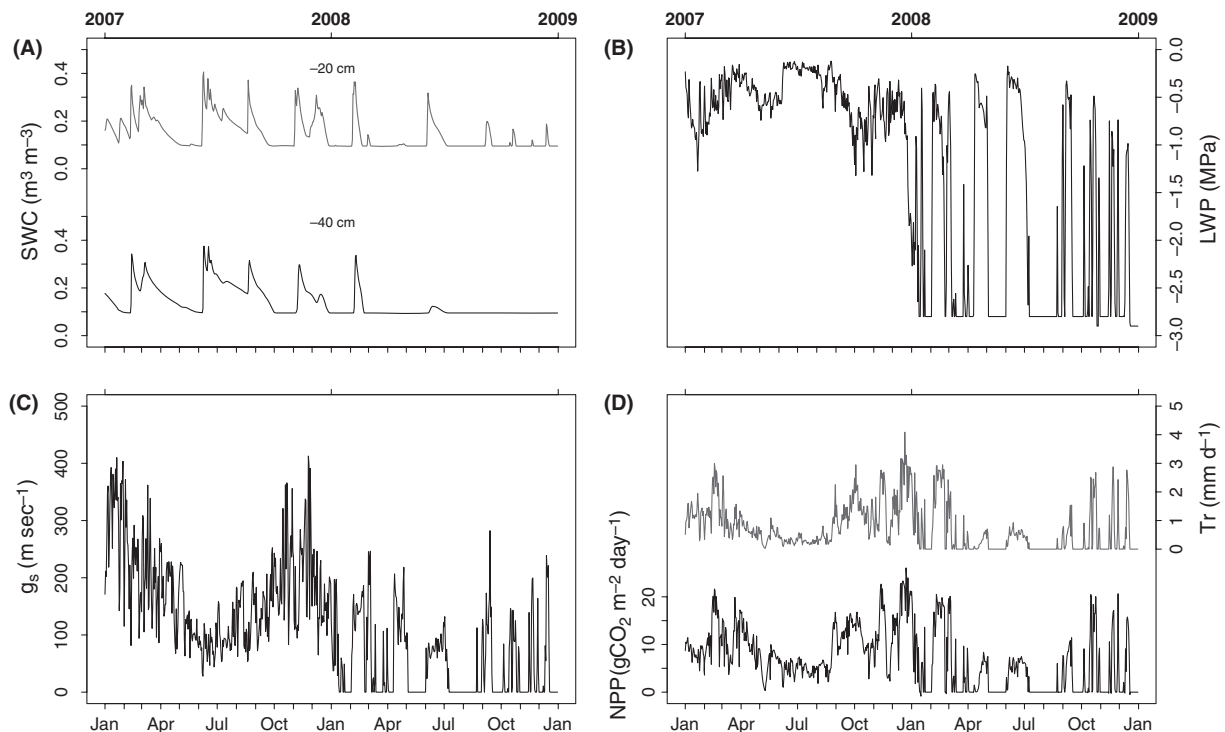 2007 2008 2009
(A)
−20 cm
−40 cm
SWC (m³ m⁻³)
0.4
0.2
0.0
0.4
0.2
0.0
2007 2008 2009
(B)
0.0
−0.5
−1.0
−1.5
−2.0
−2.5
−3.0
LWP (MPa)
(C)
gₛ (m sec⁻¹)
500
400
300
200
100
0
Jan Apr Jul Oct Jan Apr Jul Oct Jan
(D)
5
4
3
2
1
0
Tr (mm d⁻¹)
NPP(gCO₂ m⁻² day⁻¹)
20
10
0
Jan Apr Jul Oct Jan Apr Jul Oct Jan